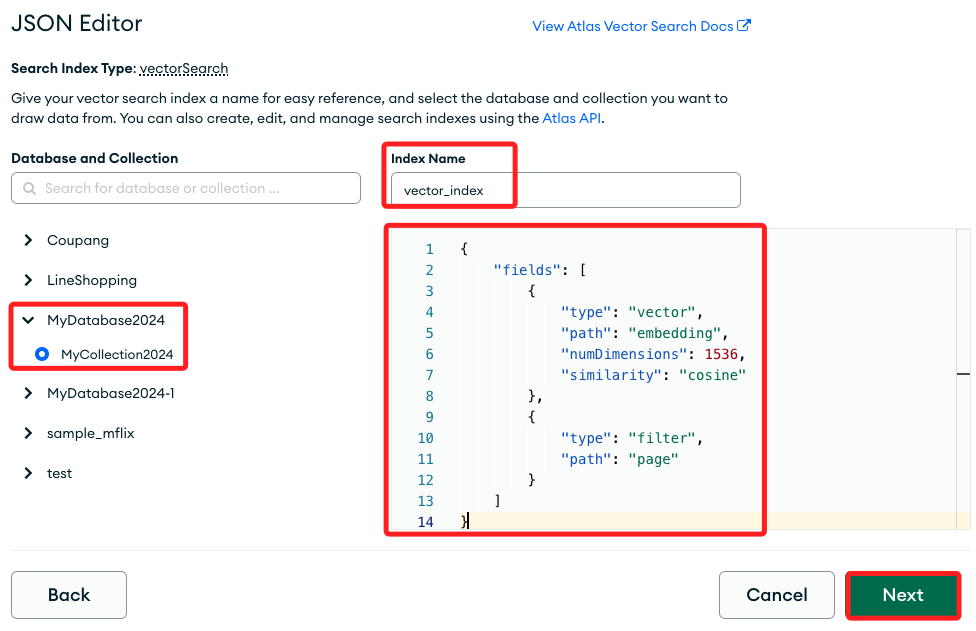 JSON Editor
View Atlas Vector Search Docs
Search Index Type: vectorSearch
Give your vector search index a name for easy reference, and select the database and collection you want to
draw data from. You can also create, edit, and manage search indexes using the Atlas API.
Database and Collection
Search for database or collection ...
Coupang
LineShopping
MyDatabase2024
MyCollection2024
MyDatabase2024-1
sample_mflix
test
Index Name
vector_index
1 {
2 "fields": [
3 {
4 "type": "vector",
5 "path": "embedding",
6 "numDimensions": 1536,
7 "similarity": "cosine"
8 },
9 {
10 "type": "filter",
11 "path": "page"
12 }
13 ]
14 }
Back
Cancel
Next